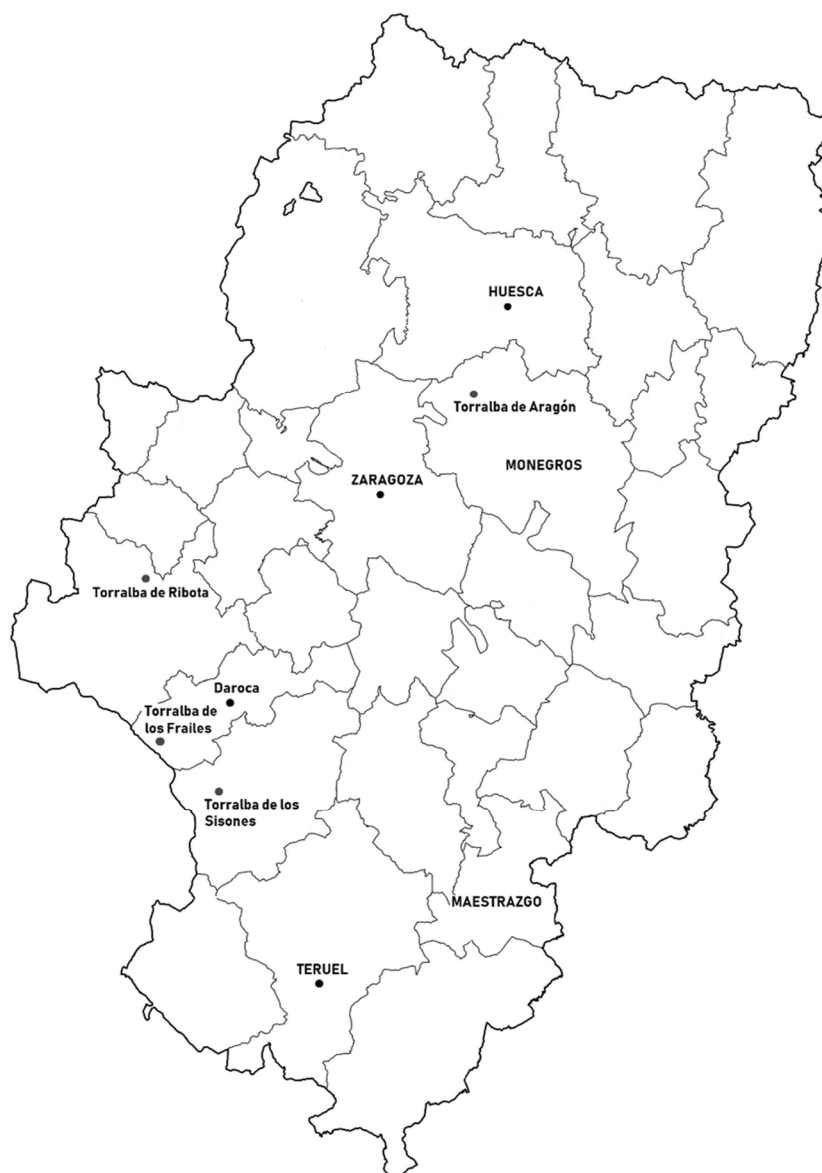 HUESCA
Torralba de Aragón
MONEGROS
ZARAGOZA
Torralba de Ribota
Daroca
Torralba de
los Frailes
Torralba de los
Sisones
MAESTRAZGO
TERUEL